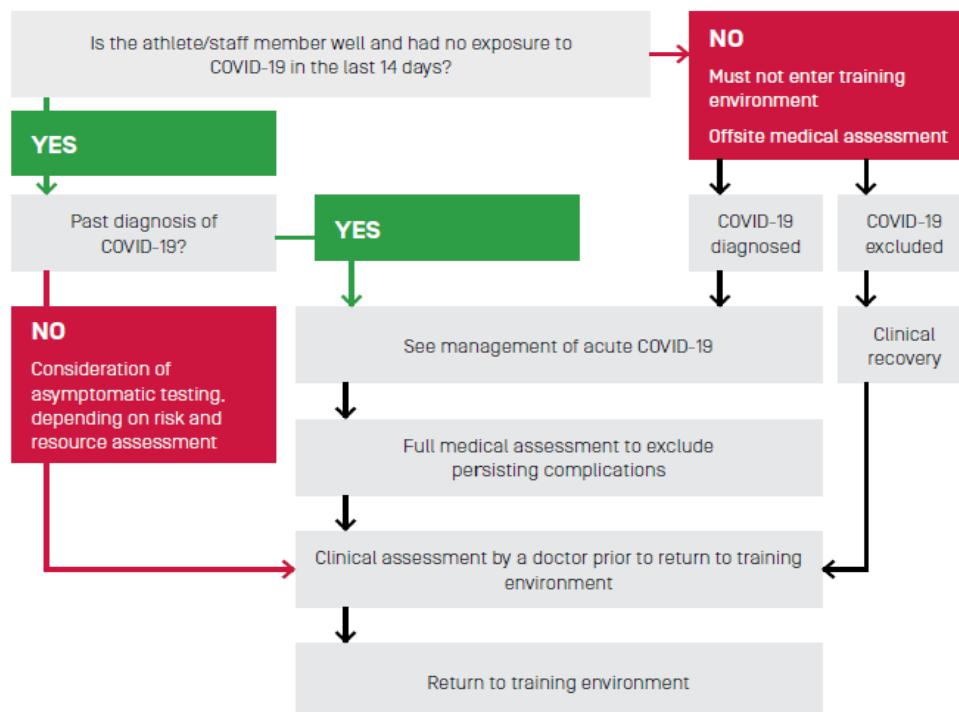 Is the athlete/staff member well and had no exposure to
COVID-19 in the last 14 days?
NO
Must not enter training
environment
Offsite medical assessment
YES
Past diagnosis of
COVID-19?
YES
COVID-19
diagnosed
COVID-19
excluded
NO
Consideration of
asymptomatic testing,
depending on risk and
resource assessment
See management of acute COVID-19
Clinical
recovery
Full medical assessment to exclude
persisting complications
Clinical assessment by a doctor prior to return to training
environment
Return to training environment